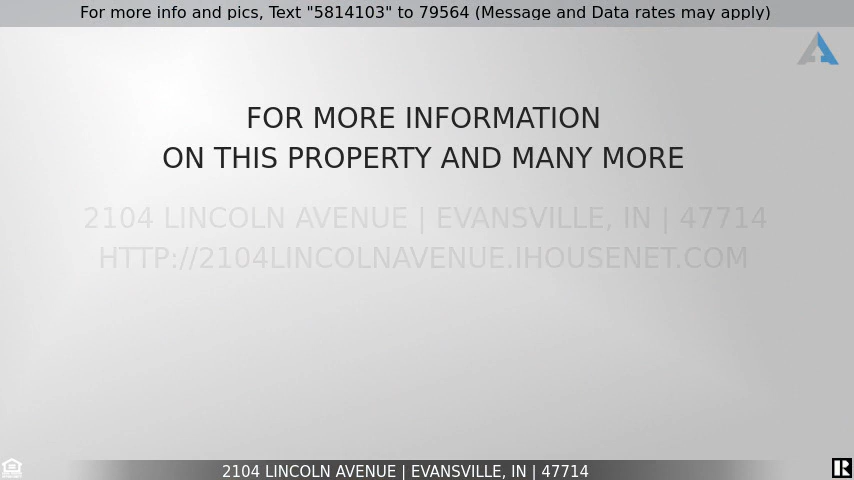 For more info and pics, Text "5814103" to 79564 (Message and Data rates may apply)
FOR MORE INFORMATION
ON THIS PROPERTY AND MANY MORE
2104 LINCOLN AVENUE | EVANSVILLE, IN | 47714
HTTP://2104LINCOLNAVENUE.IHOUSENET.COM
2104 LINCOLN AVENUE | EVANSVILLE, IN | 47714